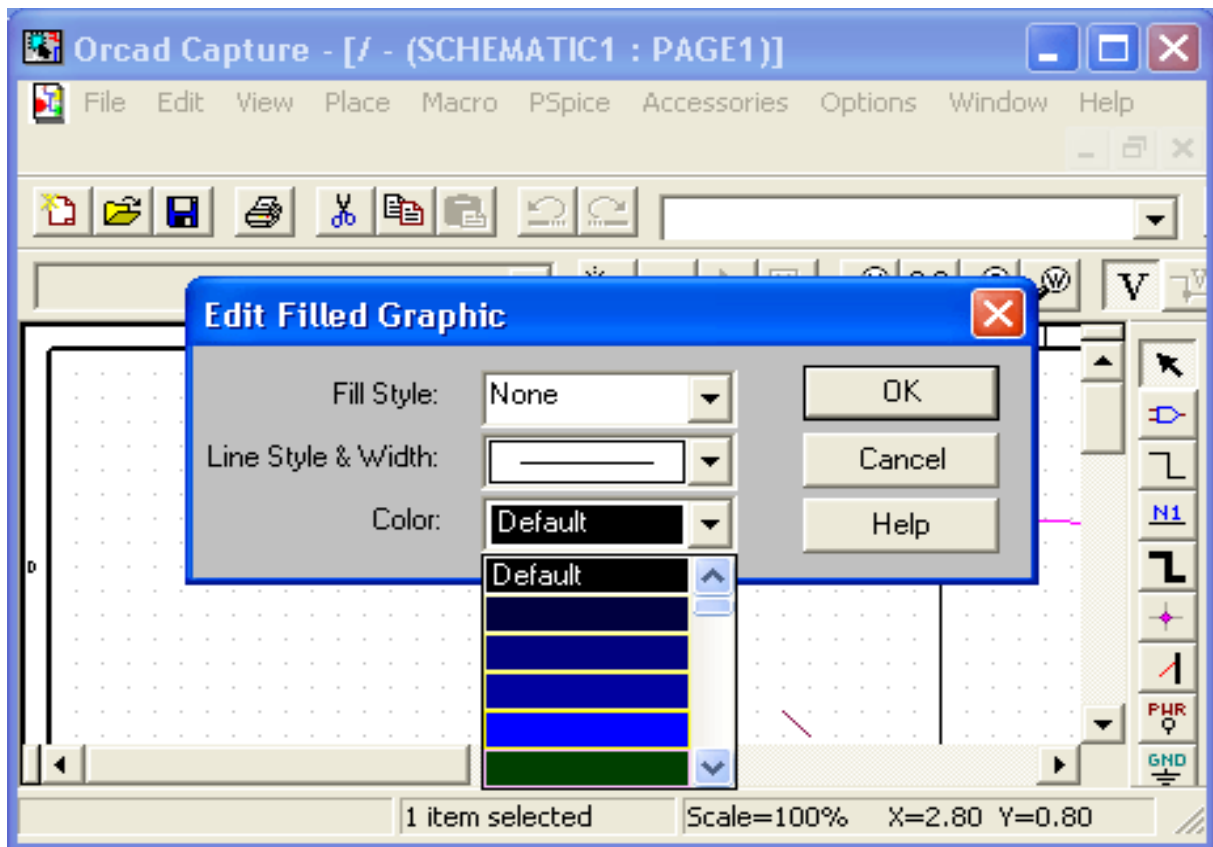 Orcad Capture - [/ - (SCHEMATIC1 : PAGE1)]
File Edit View Place Macro PSpice Accessories Options Window Help
V
Edit Filled Graphic
Fill Style: None OK
Line Style & Width: Cancel
Color: Default Help
Default
N1
D
PWR
GND
1 item selected Scale=100% X=2.80 Y=0.80